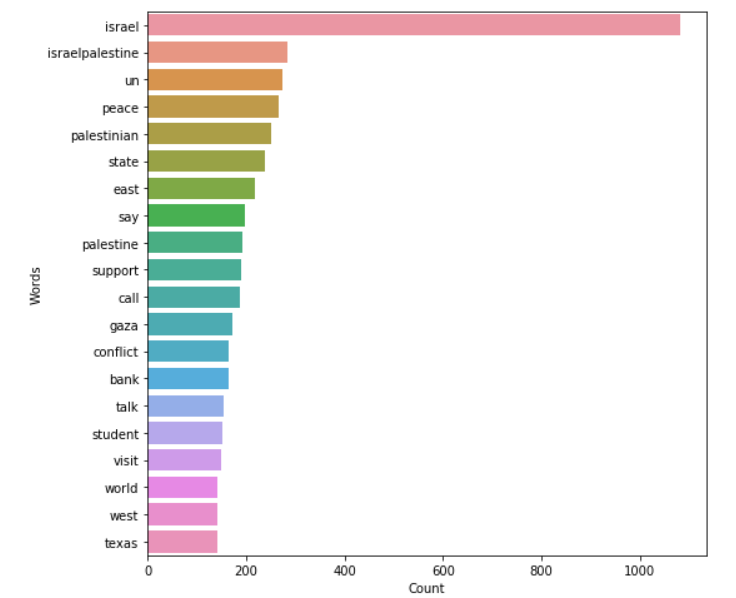 israel
israelpalestine
un
peace
palestinian
state
east
say
palestine
support
call
gaza
conflict
bank
talk
student
visit
world
west
texas
Words
0 200 400 600 800 1000
Count